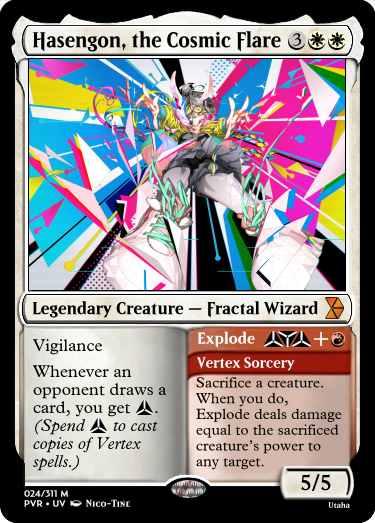 Hasengon, the Cosmic Flare 3
Legendary Creature — Fractal Wizard
Vigilance
Whenever an
opponent draws a
card, you get .
(Spend to cast
copies of Vertex
spells.)
Explode +
Vertex Sorcery
Sacrifice a creature.
When you do,
Explode deals damage
equal to the sacrificed
creature's power to
any target.
5/5
024/311 M
PVR • UV Nico-Tine
Utaha